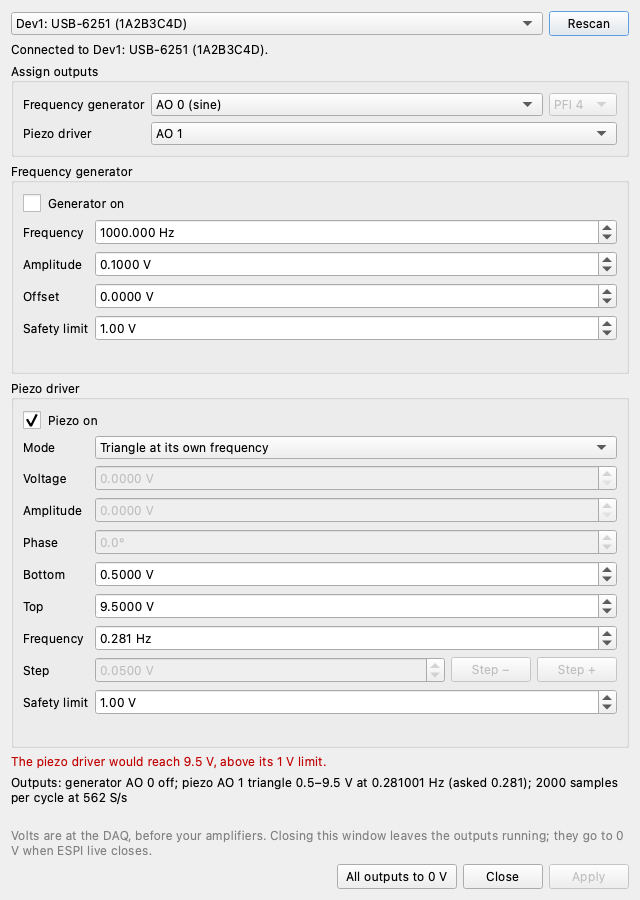 Dev1: USB-6251 (1A2B3C4D)
Rescan
Connected to Dev1: USB-6251 (1A2B3C4D).
Assign outputs
Frequency generator
AO 0 (sine)
PFI 4
Piezo driver
AO 1
Frequency generator
Generator on
Frequency
1000.000 Hz
Amplitude
0.1000 V
Offset
0.0000 V
Safety limit
1.00 V
Piezo driver
Piezo on
Mode
Triangle at its own frequency
Voltage
0.0000 V
Amplitude
0.0000 V
Phase
0.0°
Bottom
0.5000 V
Top
9.5000 V
Frequency
0.281 Hz
Step
0.0500 V
Step −
Step +
Safety limit
1.00 V
The piezo driver would reach 9.5 V, above its 1 V limit.
Outputs: generator AO 0 off; piezo AO 1 triangle 0.5–9.5 V at 0.281001 Hz (asked 0.281); 2000 samples
per cycle at 562 S/s
Volts are at the DAQ, before your amplifiers. Closing this window leaves the outputs running; they go to 0
V when ESPI live closes.
All outputs to 0 V
Close
Apply